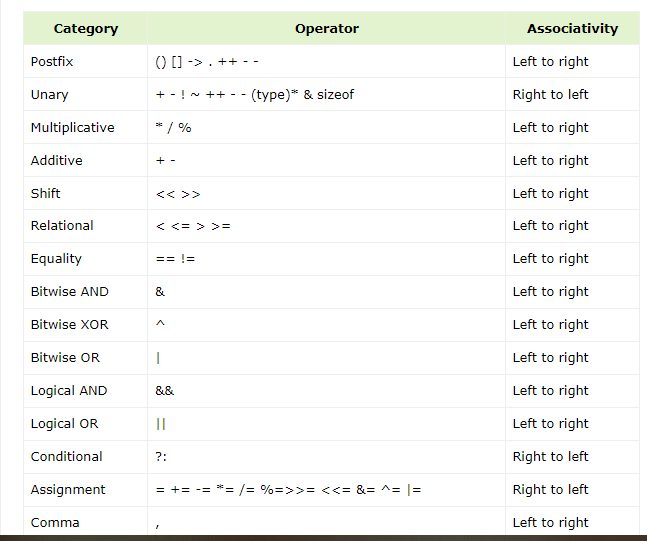 Category Operator Associativity
Postfix () [] -> . ++ - - Left to right
Unary + - ! ~ ++ - - (type)* & sizeof Right to left
Multiplicative * / % Left to right
Additive + - Left to right
Shift << >> Left to right
Relational < <= > >= Left to right
Equality == != Left to right
Bitwise AND & Left to right
Bitwise XOR ^ Left to right
Bitwise OR | Left to right
Logical AND && Left to right
Logical OR || Left to right
Conditional ?: Right to left
Assignment = += -= *= /= %=>>= <<= &= ^= |= Right to left
Comma , Left to right